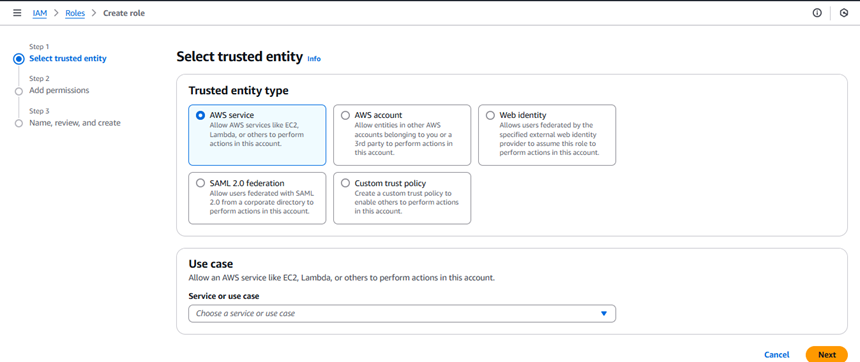 IAM > Roles > Create role
Step 1
Select trusted entity
Step 2
Add permissions
Step 3
Name, review, and create
Select trusted entity Info
Trusted entity type
AWS service
Allow AWS services like EC2,
Lambda, or others to perform
actions in this account.
AWS account
Allow entities in other AWS
accounts belonging to you or a
3rd party to perform actions in
this account.
Web identity
Allows users federated by the
specified external web identity
provider to assume this role to
perform actions in this account.
SAML 2.0 federation
Allow users federated with SAML
2.0 from a corporate directory to
perform actions in this account.
Custom trust policy
Create a custom trust policy to
enable others to perform actions
in this account.
Use case
Allow an AWS service like EC2, Lambda, or others to perform actions in this account.
Service or use case
Choose a service or use case
Cancel Next